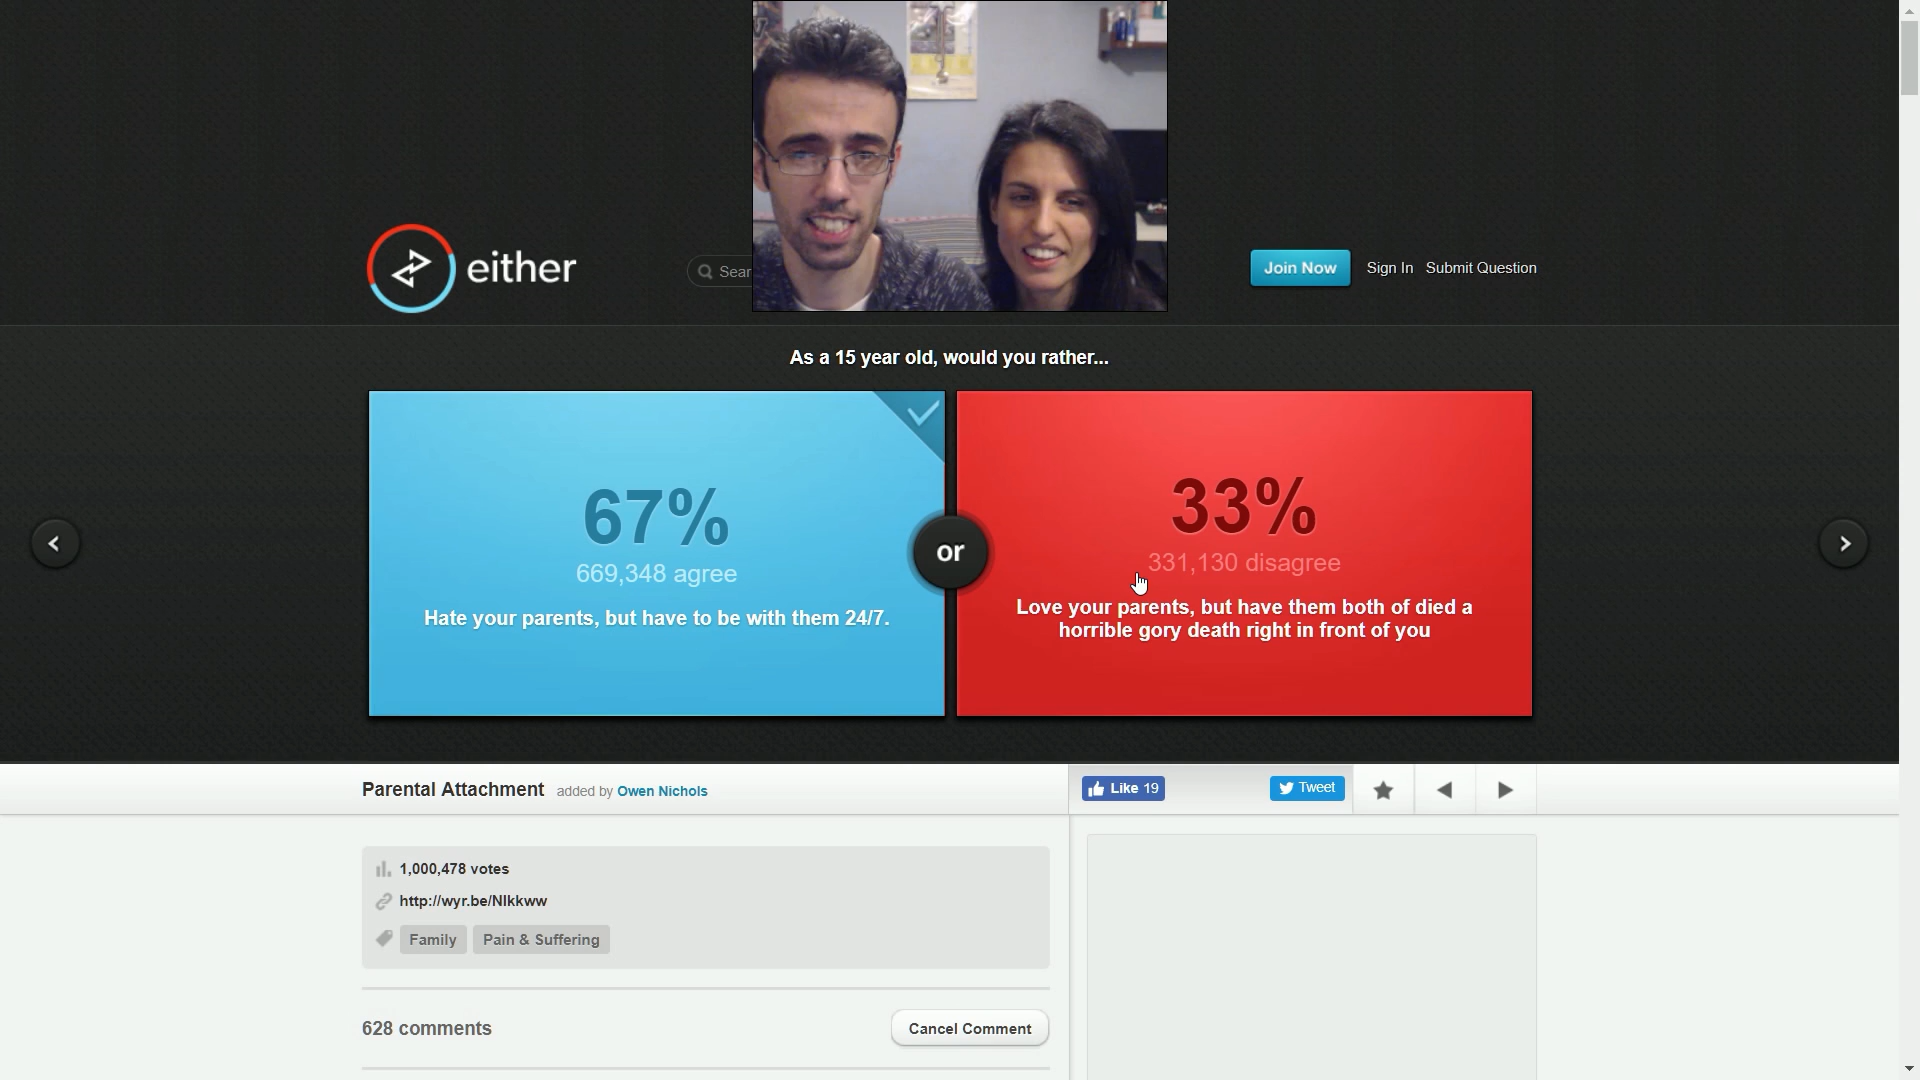 either
Sear
Join Now
Sign In
Submit Question
As a 15 year old, would you rather...
67%
669,348 agree
Hate your parents, but have to be with them 24/7.
or
33%
331,130 disagree
Love your parents, but have them both of died a
horrible gory death right in front of you
Parental Attachment added by Owen Nichols
Like 19
Tweet
1,000,478 votes
http://wyr.be/NIkkww
Family
Pain & Suffering
628 comments
Cancel Comment